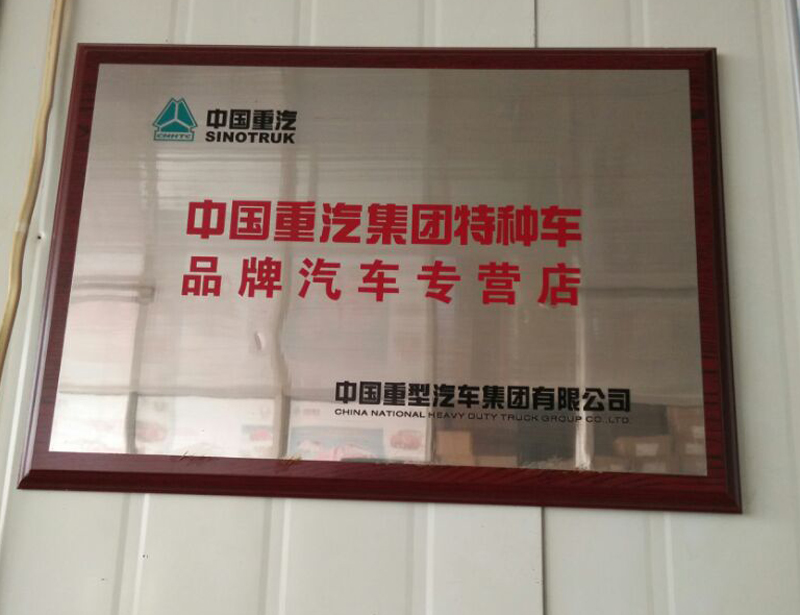 CNHTC
中国重汽
SINOTRUK
中国重汽集团特种车
品牌汽车专营店
中国重型汽车集团有限公司
CHINA NATIONAL HEAVY DUTY TRUCK GROUP CO.,LTD.